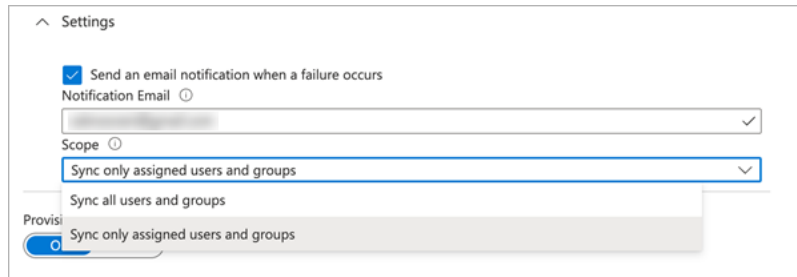 Settings
Send an email notification when a failure occurs
Notification Email
Scope
Sync only assigned users and groups
Sync all users and groups
Sync only assigned users and groups